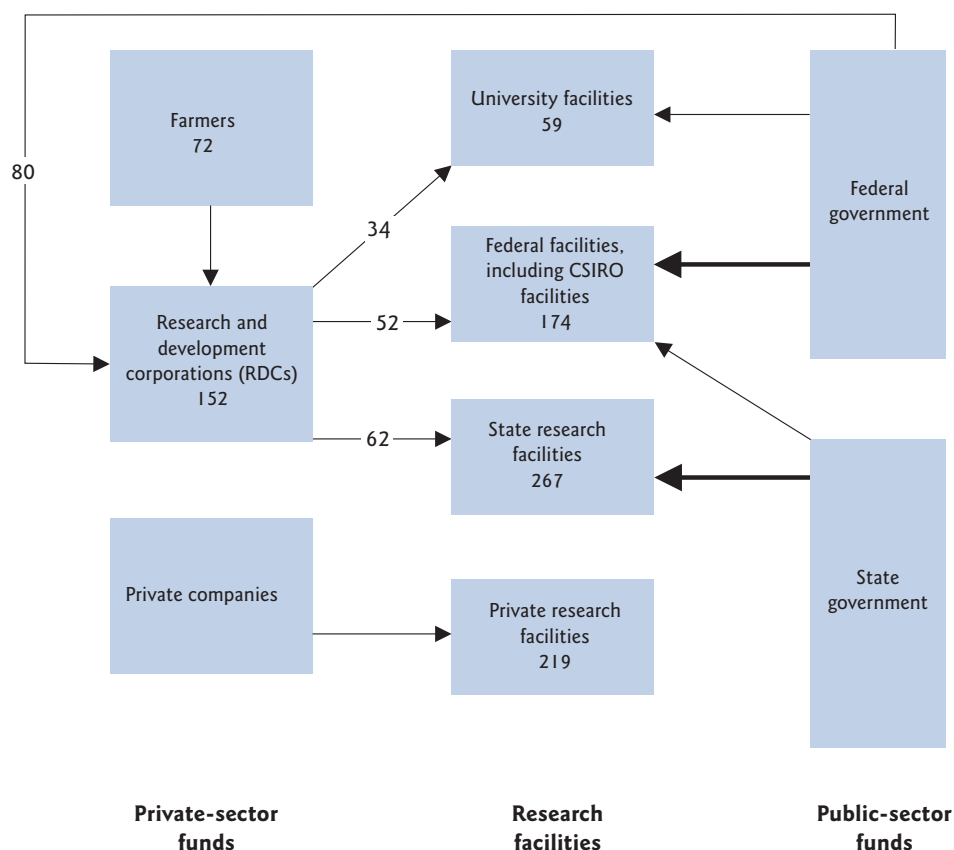 Farmers
72
University facilities
59
80
Federal
government
34
Federal facilities,
including CSIRO
facilities
174
Research and
development
corporations (RDCs)
152
52
62
State research
facilities
267
Private companies
Private research
facilities
219
State
government
Private-sector
funds
Research
facilities
Public-sector
funds